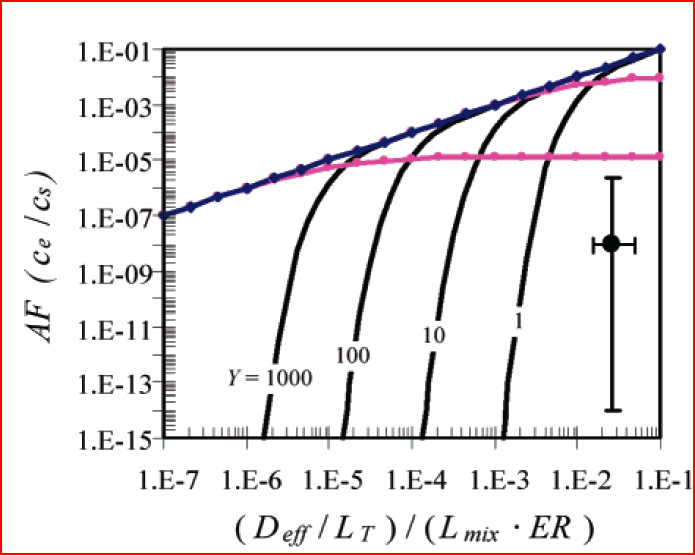 1.E-01
1.E-03
1.E-05
1.E-07
1.E-09
1.E-11
1.E-13
1.E-15
AF ( ce /cs)
1
10
100
Y = 1000
1.E-7 1.E-6 1.E-5 1.E-4 1.E-3 1.E-2 1.E-1
( Deff / LT ) / ( Lmix · ER )